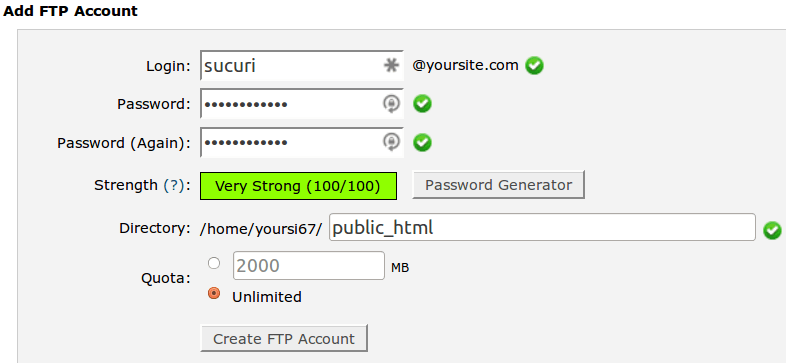 Add FTP Account
Login: sucuri @yoursite.com
Password: ••••••••••••
Password (Again): ••••••••••••
Strength (?): Very Strong (100/100) Password Generator
Directory: /home/yoursi67/ public_html
Quota: 2000 MB
Unlimited
Create FTP Account